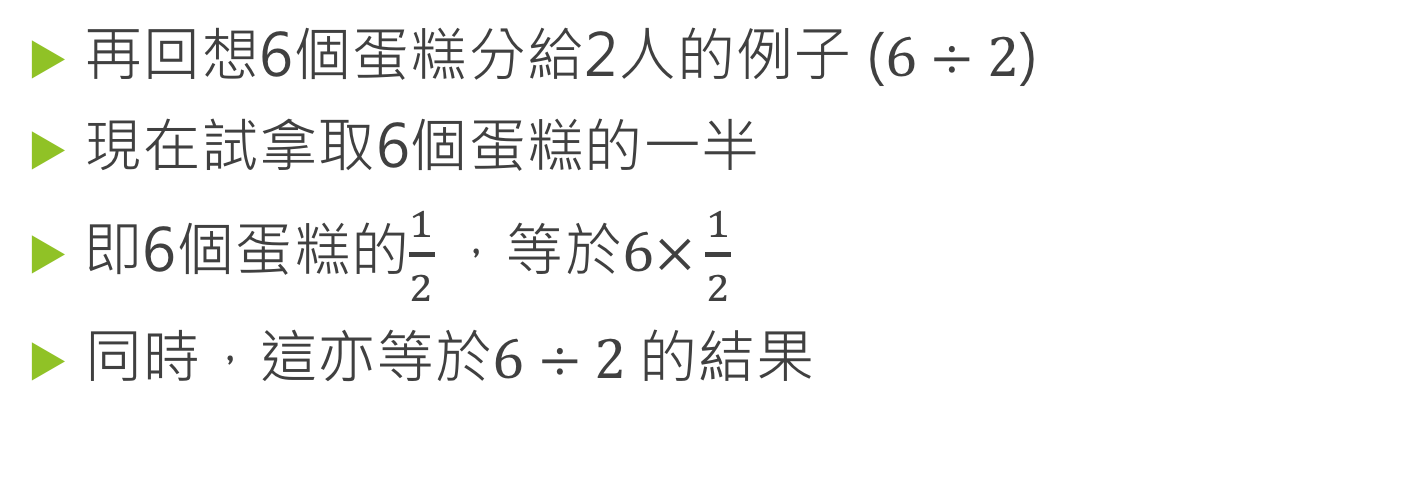 ▶ 再回想6個蛋糕分給2人的例子 (6 ÷ 2)
▶ 現在試拿取6個蛋糕的一半
▶ 即6個蛋糕的1/2 ，等於6×1/2
▶ 同時，這亦等於6 ÷ 2 的結果